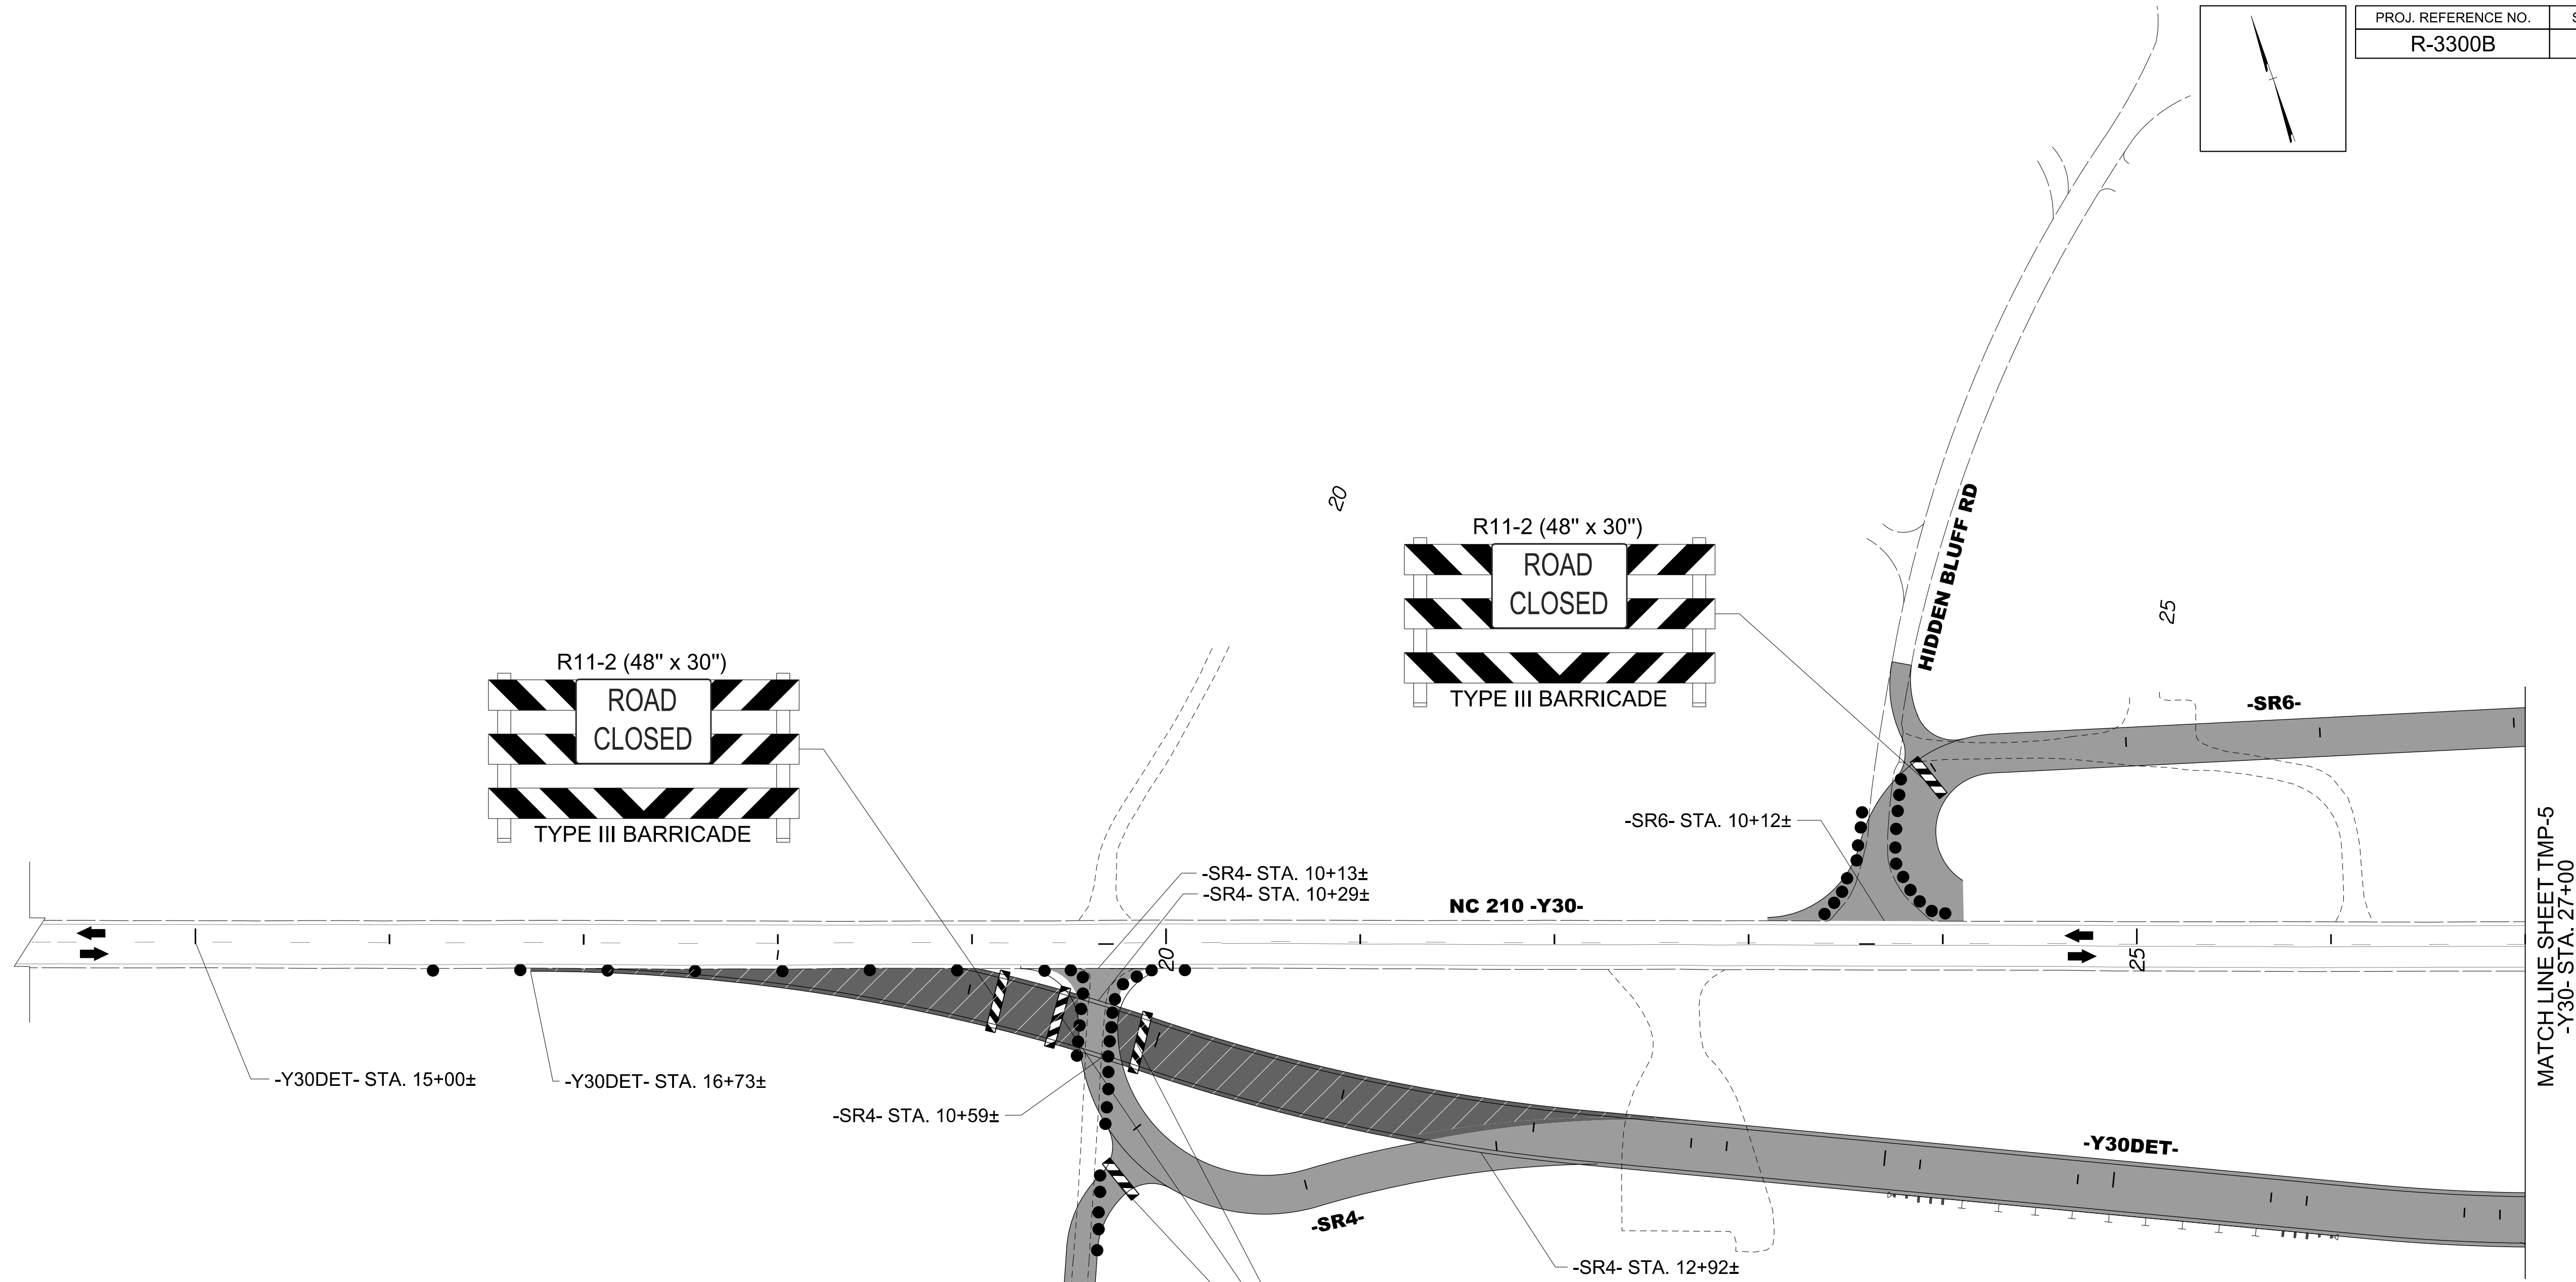 PROJ. REFERENCE NO.
R-3300B
20
R11-2 (48" x 30")
ROAD
CLOSED
TYPE III BARRICADE
HIDDEN BLUFF RD
25
R11-2 (48" x 30")
ROAD
CLOSED
TYPE III BARRICADE
-SR6-
-SR6- STA. 10+12±
-SR4- STA. 10+13±
-SR4- STA. 10+29±
NC 210 -Y30-
20
25
MATCH LINE SHEET TMP-5
-Y30- STA. 27+00
-Y30DET- STA. 15+00±
-Y30DET- STA. 16+73±
-SR4- STA. 10+59±
-Y30DET-
-SR4-
-SR4- STA. 12+92±